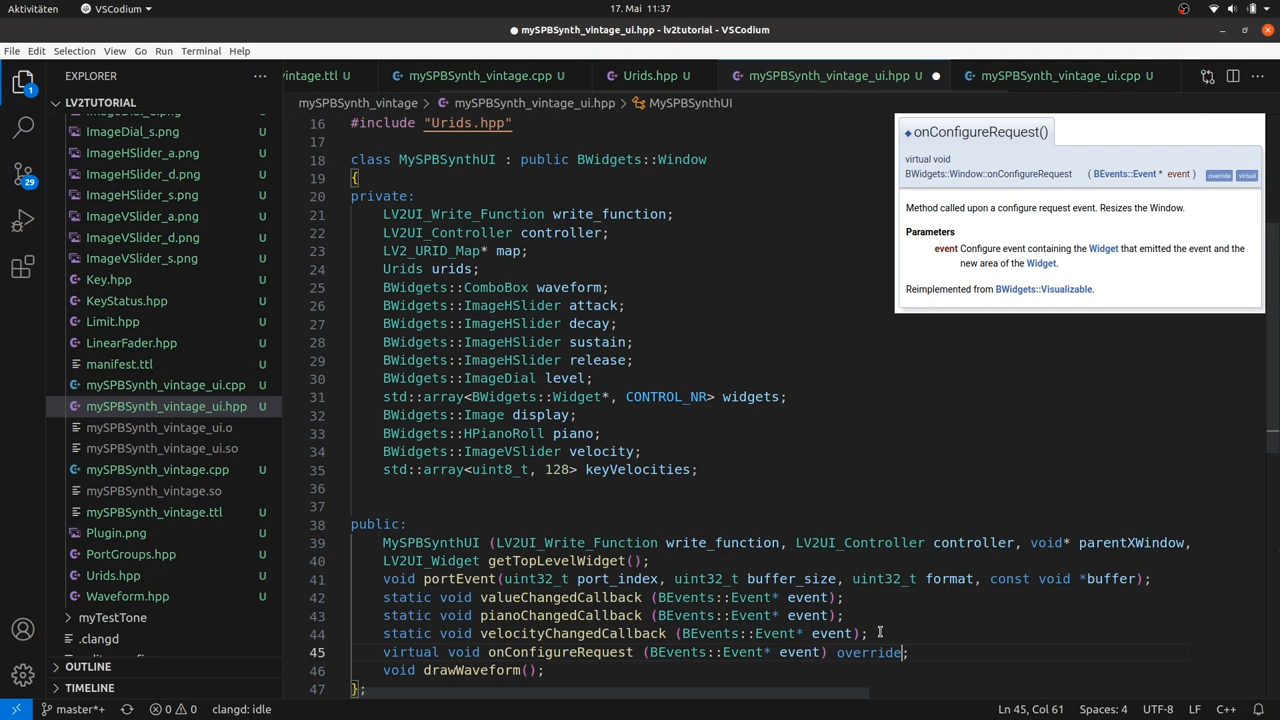 Aktivitäten
VSCodium
17. Mai 11:37
● mySPBSynth_vintage_ui.hpp - lv2tutorial - VSCodium
File Edit Selection View Go Run Terminal Help
EXPLORER
LV2TUTORIAL
ImageDial_s.png U
ImageHSlider_a.png U
ImageHSlider_d.png U
ImageHSlider_s.png U
ImageVSlider_a.png U
ImageVSlider_d.png U
ImageVSlider_s.png U
Key.hpp U
KeyStatus.hpp U
Limit.hpp U
LinearFader.hpp U
manifest.ttl U
mySPBSynth_vintage_ui.cpp U
mySPBSynth_vintage_ui.hpp U
mySPBSynth_vintage_ui.o
mySPBSynth_vintage_ui.so
mySPBSynth_vintage.cpp U
mySPBSynth_vintage.so
mySPBSynth_vintage.ttl U
Plugin.png U
PortGroups.hpp U
Urids.hpp U
Waveform.hpp U
myTestTone
.clangd
OUTLINE
TIMELINE
1
29
vintage.ttl U
mySPBSynth_vintage.cpp U
Urids.hpp U
mySPBSynth_vintage_ui.hpp U
mySPBSynth_vintage_ui.cpp U
mySPBSynth_vintage > mySPBSynth_vintage_ui.hpp > MySPBSynthUI
16 #include "Urids.hpp"
17
18 class MySPBSynthUI : public BWidgets::Window
19 {
20 private:
21 LV2UI_Write_Function write_function;
22 LV2UI_Controller controller;
23 LV2_URID_Map* map;
24 Urids urids;
25 BWidgets::ComboBox waveform;
26 BWidgets::ImageHSlider attack;
27 BWidgets::ImageHSlider decay;
28 BWidgets::ImageHSlider sustain;
29 BWidgets::ImageHSlider release;
30 BWidgets::ImageDial level;
31 std::array<BWidgets::Widget*, CONTROL_NR> widgets;
32 BWidgets::Image display;
33 BWidgets::HPianoRoll piano;
34 BWidgets::ImageVSlider velocity;
35 std::array<uint8_t, 128> keyVelocities;
36
37
38 public:
39 MySPBSynthUI (LV2UI_Write_Function write_function, LV2UI_Controller controller, void* parentXWindow,
40 LV2UI_Widget getTopLevelWidget();
41 void portEvent(uint32_t port_index, uint32_t buffer_size, uint32_t format, const void *buffer);
42 static void valueChangedCallback (BEvents::Event* event);
43 static void pianoChangedCallback (BEvents::Event* event);
44 static void velocityChangedCallback (BEvents::Event* event);
45 virtual void onConfigureRequest (BEvents::Event* event) override;
46 void drawWaveform();
47 };
◆ onConfigureRequest()
virtual void
BWidgets::Window::onConfigureRequest ( BEvents::Event * event ) override virtual
Method called upon a configure request event. Resizes the Window.
Parameters
event Configure event containing the Widget that emitted the event and the
new area of the Widget.
Reimplemented from BWidgets::Visualizable.
master*+
0 0
clangd: idle
Ln 45, Col 61 Spaces: 4 UTF-8 LF C++